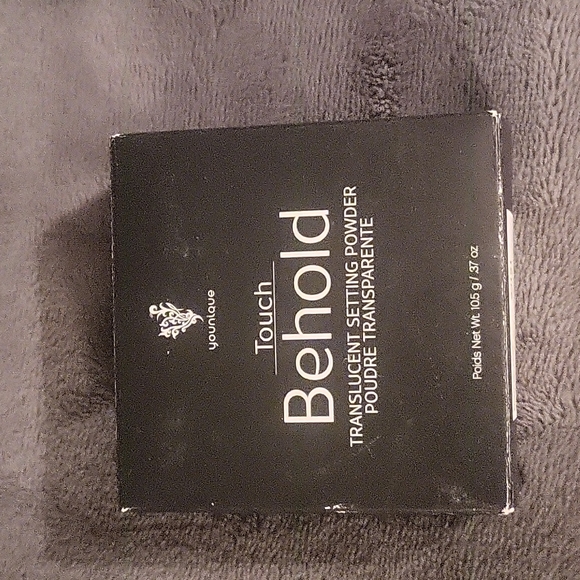 younique
Touch
Behold
TRANSLUCENT SETTING POWDER
POUDRE TRANSPARENTE
Poids Net Wt. 10.5 g / .37 oz